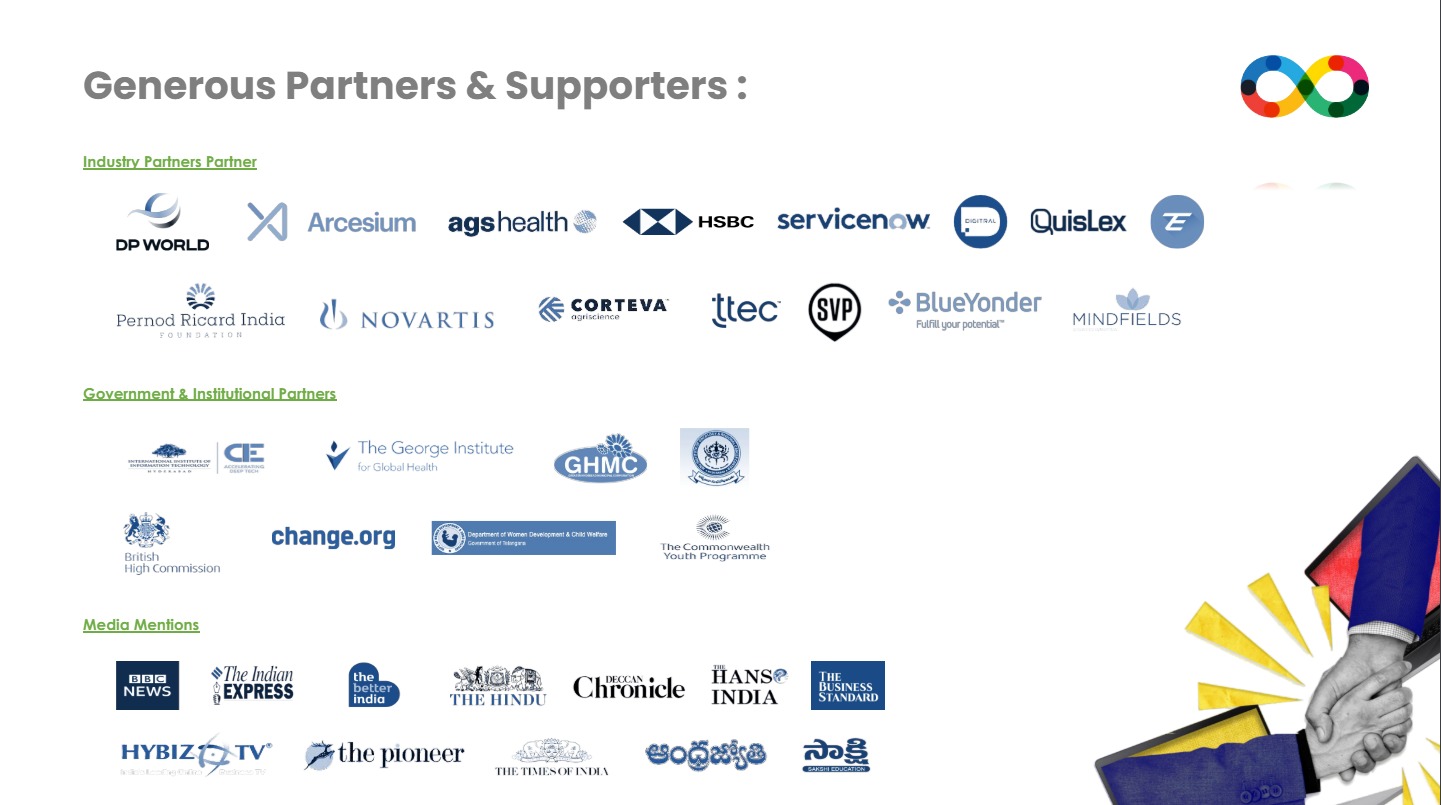 Generous Partners & Supporters :
Industry Partners Partner
DP WORLD
Arcesium
agshealth
HSBC
servicenow
DIGITRAL
QuisLex
Pernod Ricard India
FOUNDATION
NOVARTIS
CORTEVA™
agriscience
ttec™
SVP
BlueYonder
Fulfill your potential™
MINDFIELDS
Government & Institutional Partners
INTERNATIONAL INSTITUTE OF
INFORMATION TECHNOLOGY
HYDERABAD
CIE
ACCELERATING
DEEP TECH
The George Institute
for Global Health
GHMC
British
High Commission
change.org
Department of Women Development & Child Welfare
Government of Telangana
The Commonwealth
Youth Programme
Media Mentions
BBC
NEWS
The Indian
EXPRESS
the
better
india
THE HINDU
DECCAN
Chronicle
THE
HANS
INDIA
THE
BUSINESS
STANDARD
HYBIZ TV®
the pioneer
THE TIMES OF INDIA
ఆంధ్రజ్యోతి
సాక్షి
SAKSHI EDUCATION